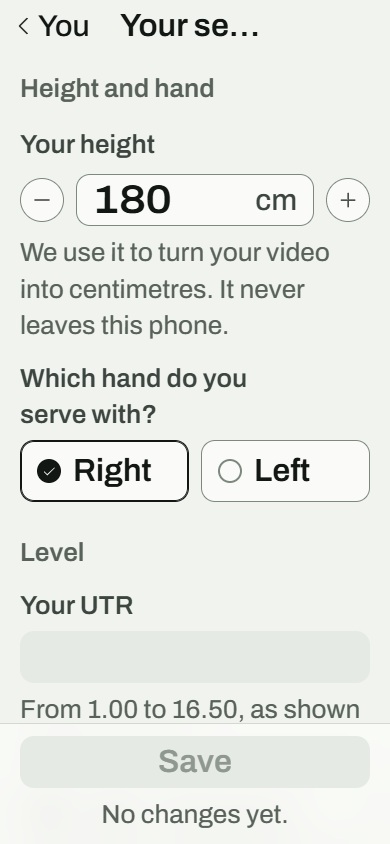 You
Your se...
Height and hand
Your height
180 cm
We use it to turn your video
into centimetres. It never
leaves this phone.
Which hand do you
serve with?
Right
Left
Level
Your UTR
From 1.00 to 16.50, as shown
Save
No changes yet.